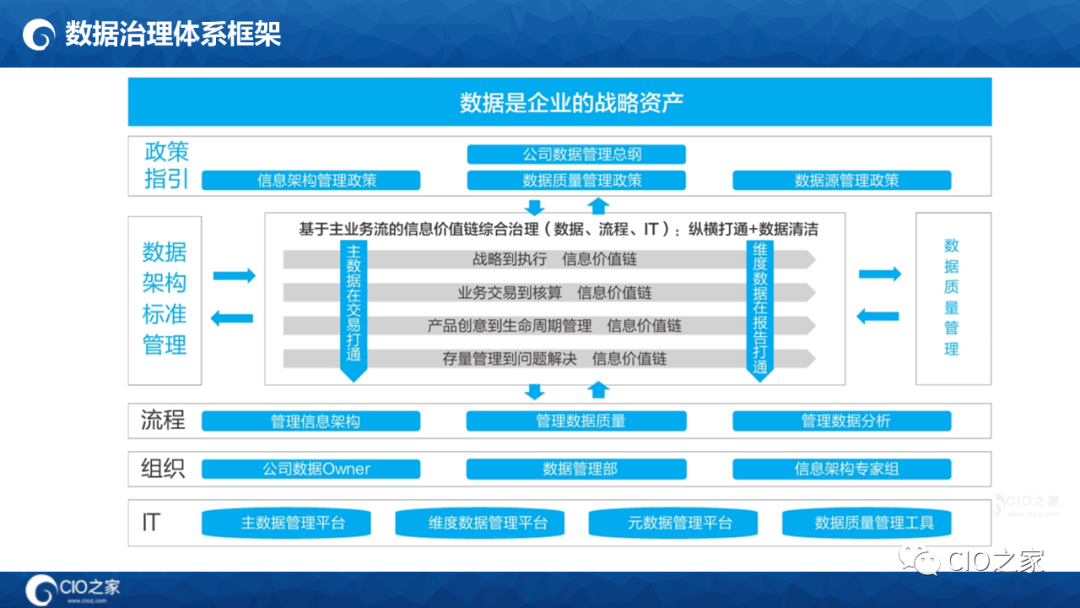 数据治理体系框架
数据是企业的战略资产
政策
指引
公司数据管理总纲
信息架构管理政策
数据质量管理政策
数据源管理政策
数据
架构
标准
管理
基于主业务流的信息价值链综合治理（数据、流程、IT）：纵横打通+数据清洁
主数据在交易打通
战略到执行 信息价值链
业务交易到核算 信息价值链
产品创意到生命周期管理 信息价值链
存量管理到问题解决 信息价值链
维度数据在报告打通
数据质量管理
流程
管理信息架构
管理数据质量
管理数据分析
组织
公司数据Owner
数据管理部
信息架构专家组
IT
主数据管理平台
维度数据管理平台
元数据管理平台
数据质量管理工具
CIO之家
www.ciozj.com
CIO之家
CIO之家
www.ciozj.com